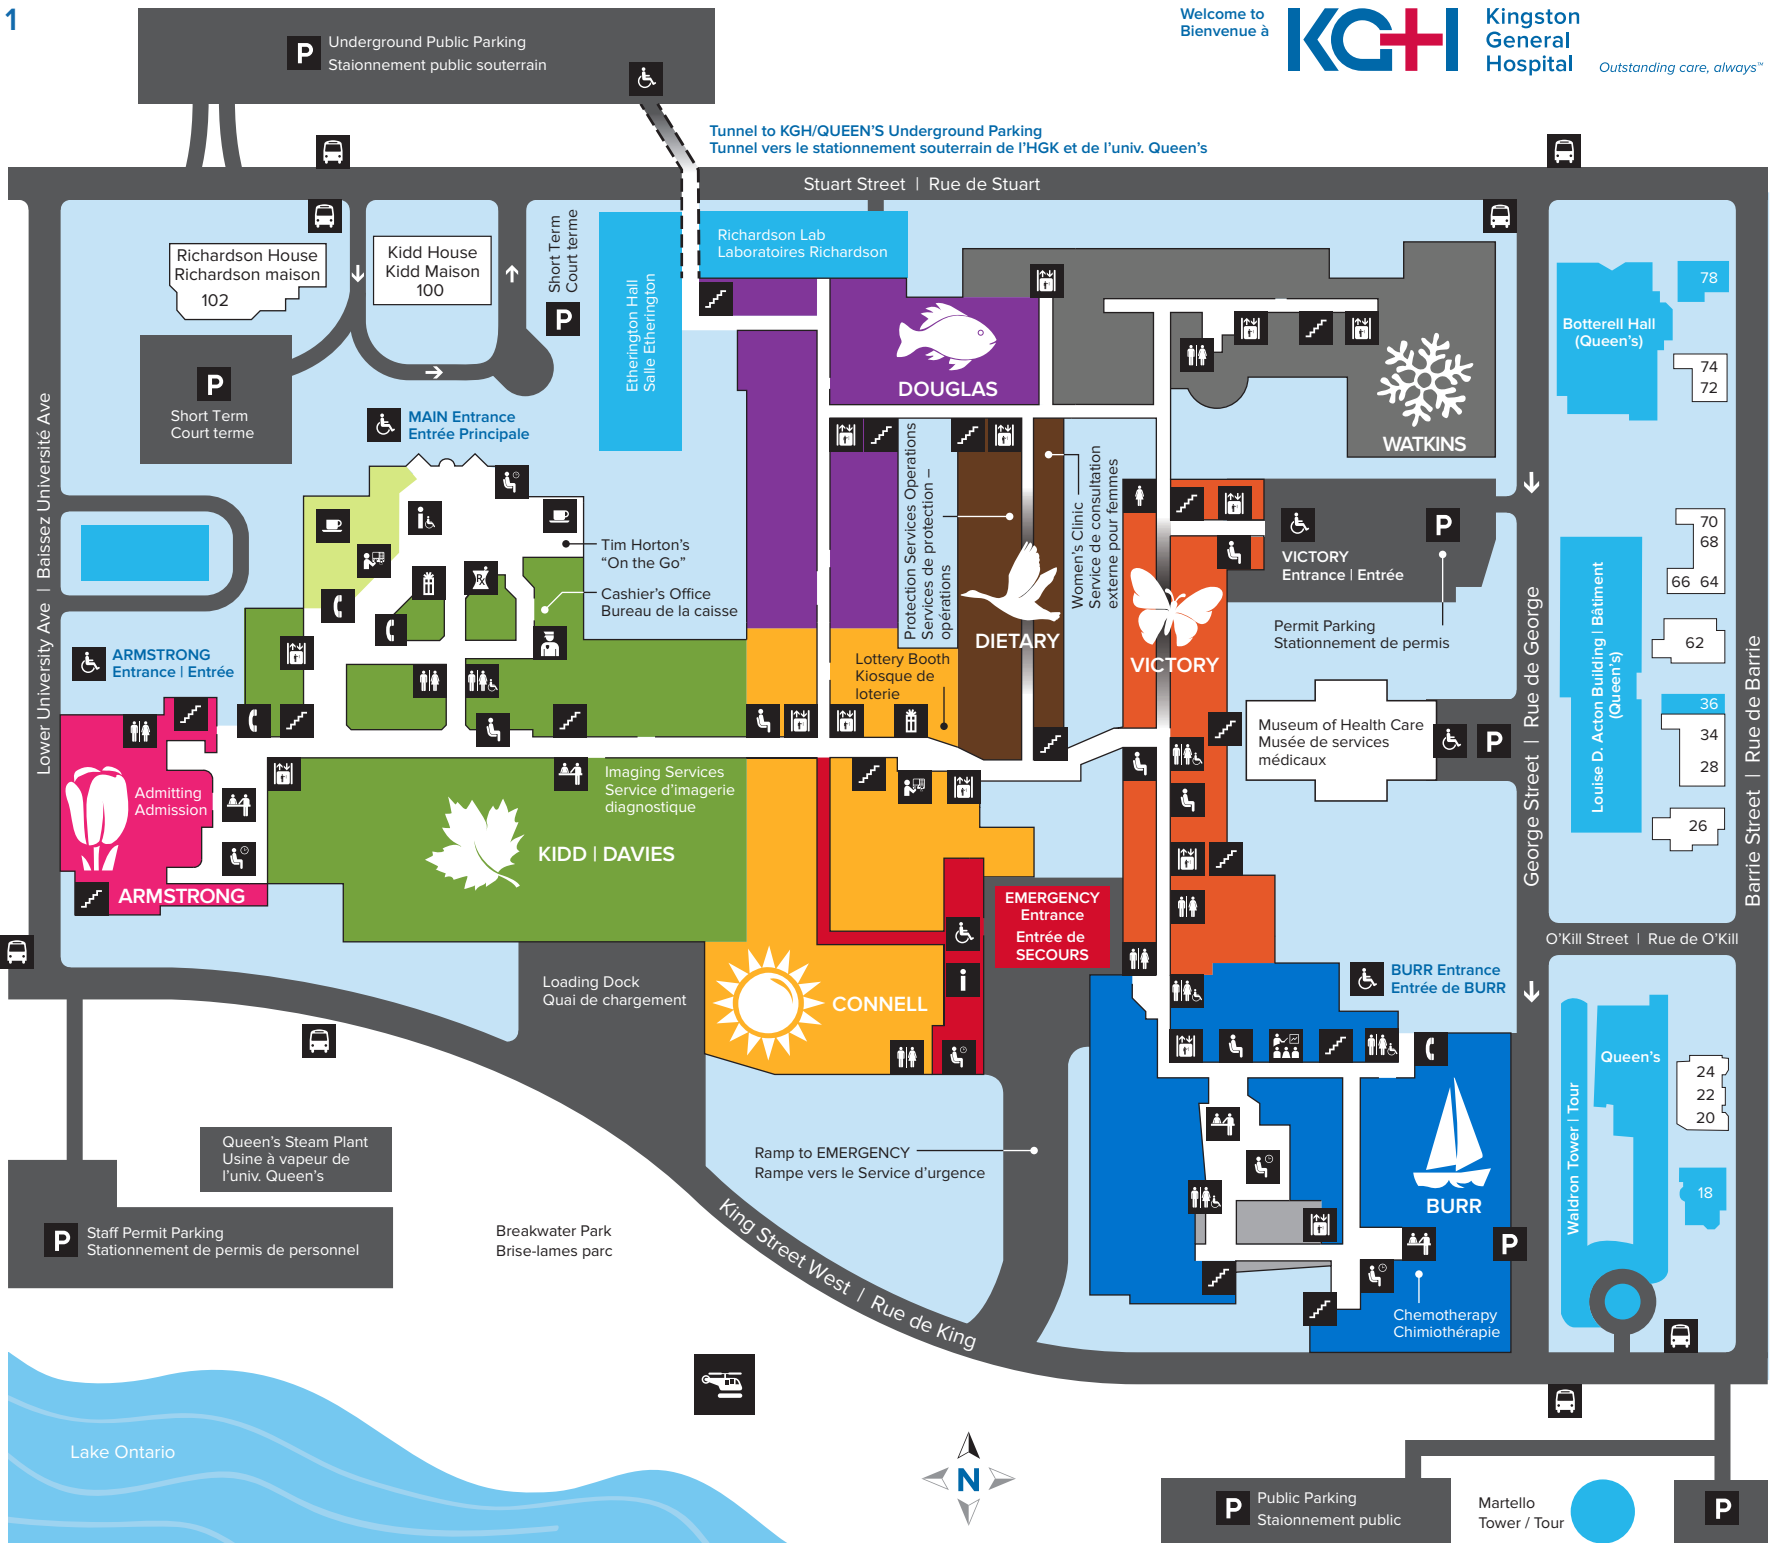 1
Welcome to
Bienvenue à
KGH
Kingston
General
Hospital
Outstanding care, always™
P
Underground Public Parking
Staionnement public souterrain
Tunnel to KGH/QUEEN'S Underground Parking
Tunnel vers le stationnement souterrain de l'HGK et de l'univ. Queen's
Stuart Street | Rue de Stuart
Richardson House
Richardson maison
102
Kidd House
Kidd Maison
100
Short Term
Court terme
P
Etherington Hall
Salle Etherington
Richardson Lab
Laboratoires Richardson
P
Short Term
Court terme
Lower University Ave | Baissez Université Ave
MAIN Entrance
Entrée Principale
DOUGLAS
WATKINS
Botterell Hall
(Queen's)
78
74
72
Tim Horton's
"On the Go"
Cashier's Office
Bureau de la caisse
Protection Services Operations
Services de protection –
opérations
Women's Clinic
Service de consultation
externe pour femmes
DIETARY
VICTORY
VICTORY
Entrance | Entrée
P
Permit Parking
Stationnement de permis
George Street | Rue de George
Louise D. Acton Building | Bâtiment
(Queen's)
70
68
66 64
62
36
34
28
26
Barrie Street | Rue de Barrie
ARMSTRONG
Entrance | Entrée
Lottery Booth
Kiosque de
loterie
Museum of Health Care
Musée de services
médicaux
P
Admitting
Admission
ARMSTRONG
Imaging Services
Service d'imagerie
diagnostique
KIDD | DAVIES
EMERGENCY
Entrance
Entrée de
SECOURS
O'Kill Street | Rue de O'Kill
Loading Dock
Quai de chargement
CONNELL
BURR Entrance
Entrée de BURR
Queen's
Waldron Tower | Tour
24
22
20
18
Queen's Steam Plant
Usine à vapeur de
l'univ. Queen's
Ramp to EMERGENCY
Rampe vers le Service d'urgence
BURR
P
P
Staff Permit Parking
Stationnement de permis de personnel
Breakwater Park
Brise-lames parc
King Street West | Rue de King
Chemotherapy
Chimiothérapie
Lake Ontario
N
P
Public Parking
Staionnement public
Martello
Tower / Tour
P